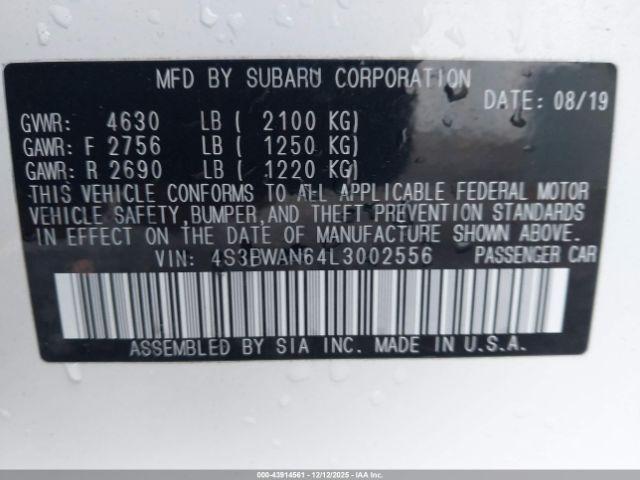 MFD BY SUBARU CORPORATION
DATE: 08/19
GVWR: 4630 LB ( 2100 KG)
GAWR: F 2756 LB ( 1250 KG)
GAWR: R 2690 LB ( 1220 KG)
THIS VEHICLE CONFORMS TO ALL APPLICABLE FEDERAL MOTOR
VEHICLE SAFETY, BUMPER, AND THEFT PREVENTION STANDARDS
IN EFFECT ON THE DATE OF MANUFACTURE SHOWN ABOVE.
VIN: 4S3BWAN64L3002556 PASSENGER CAR
ASSEMBLED BY SIA INC. MADE IN U.S.A.
000-43914561 - 12/12/2025 - IAAI.CA